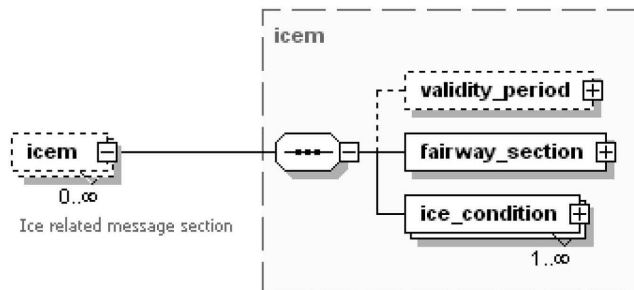 icem
validity_period
icem
fairway_section
0..∞
Ice related message section
ice_condition
1..∞